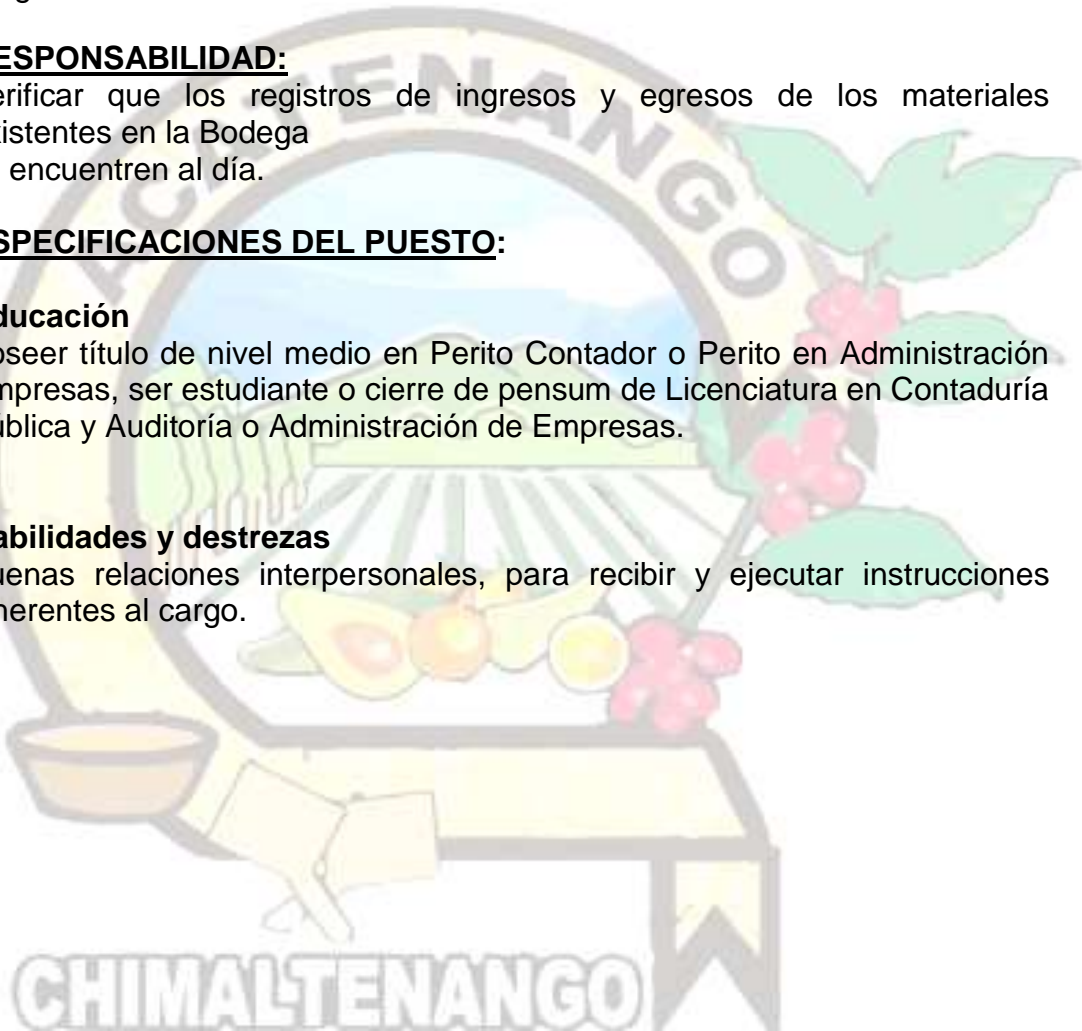 ESPONSABILIDAD:
erificar que los registros de ingresos y egresos de los materiales
xistentes en la Bodega
encuentren al día.
SPECIFICACIONES DEL PUESTO:
ducación
oseer título de nivel medio en Perito Contador o Perito en Administración
mpresas, ser estudiante o cierre de pensum de Licenciatura en Contaduría
ública y Auditoría o Administración de Empresas.
abilidades y destrezas
uenas relaciones interpersonales, para recibir y ejecutar instrucciones
herentes al cargo.
ACATENANGO
CHIMALTENANGO